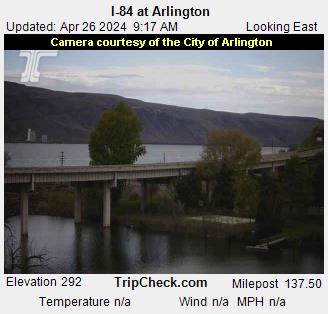 I-84 at Arlington
Updated: Apr 26 2024 9:17 AM Looking East
Camera courtesy of the City of Arlington
Elevation 292 TripCheck.com Milepost 137.50
Temperature n/a Wind n/a MPH n/a